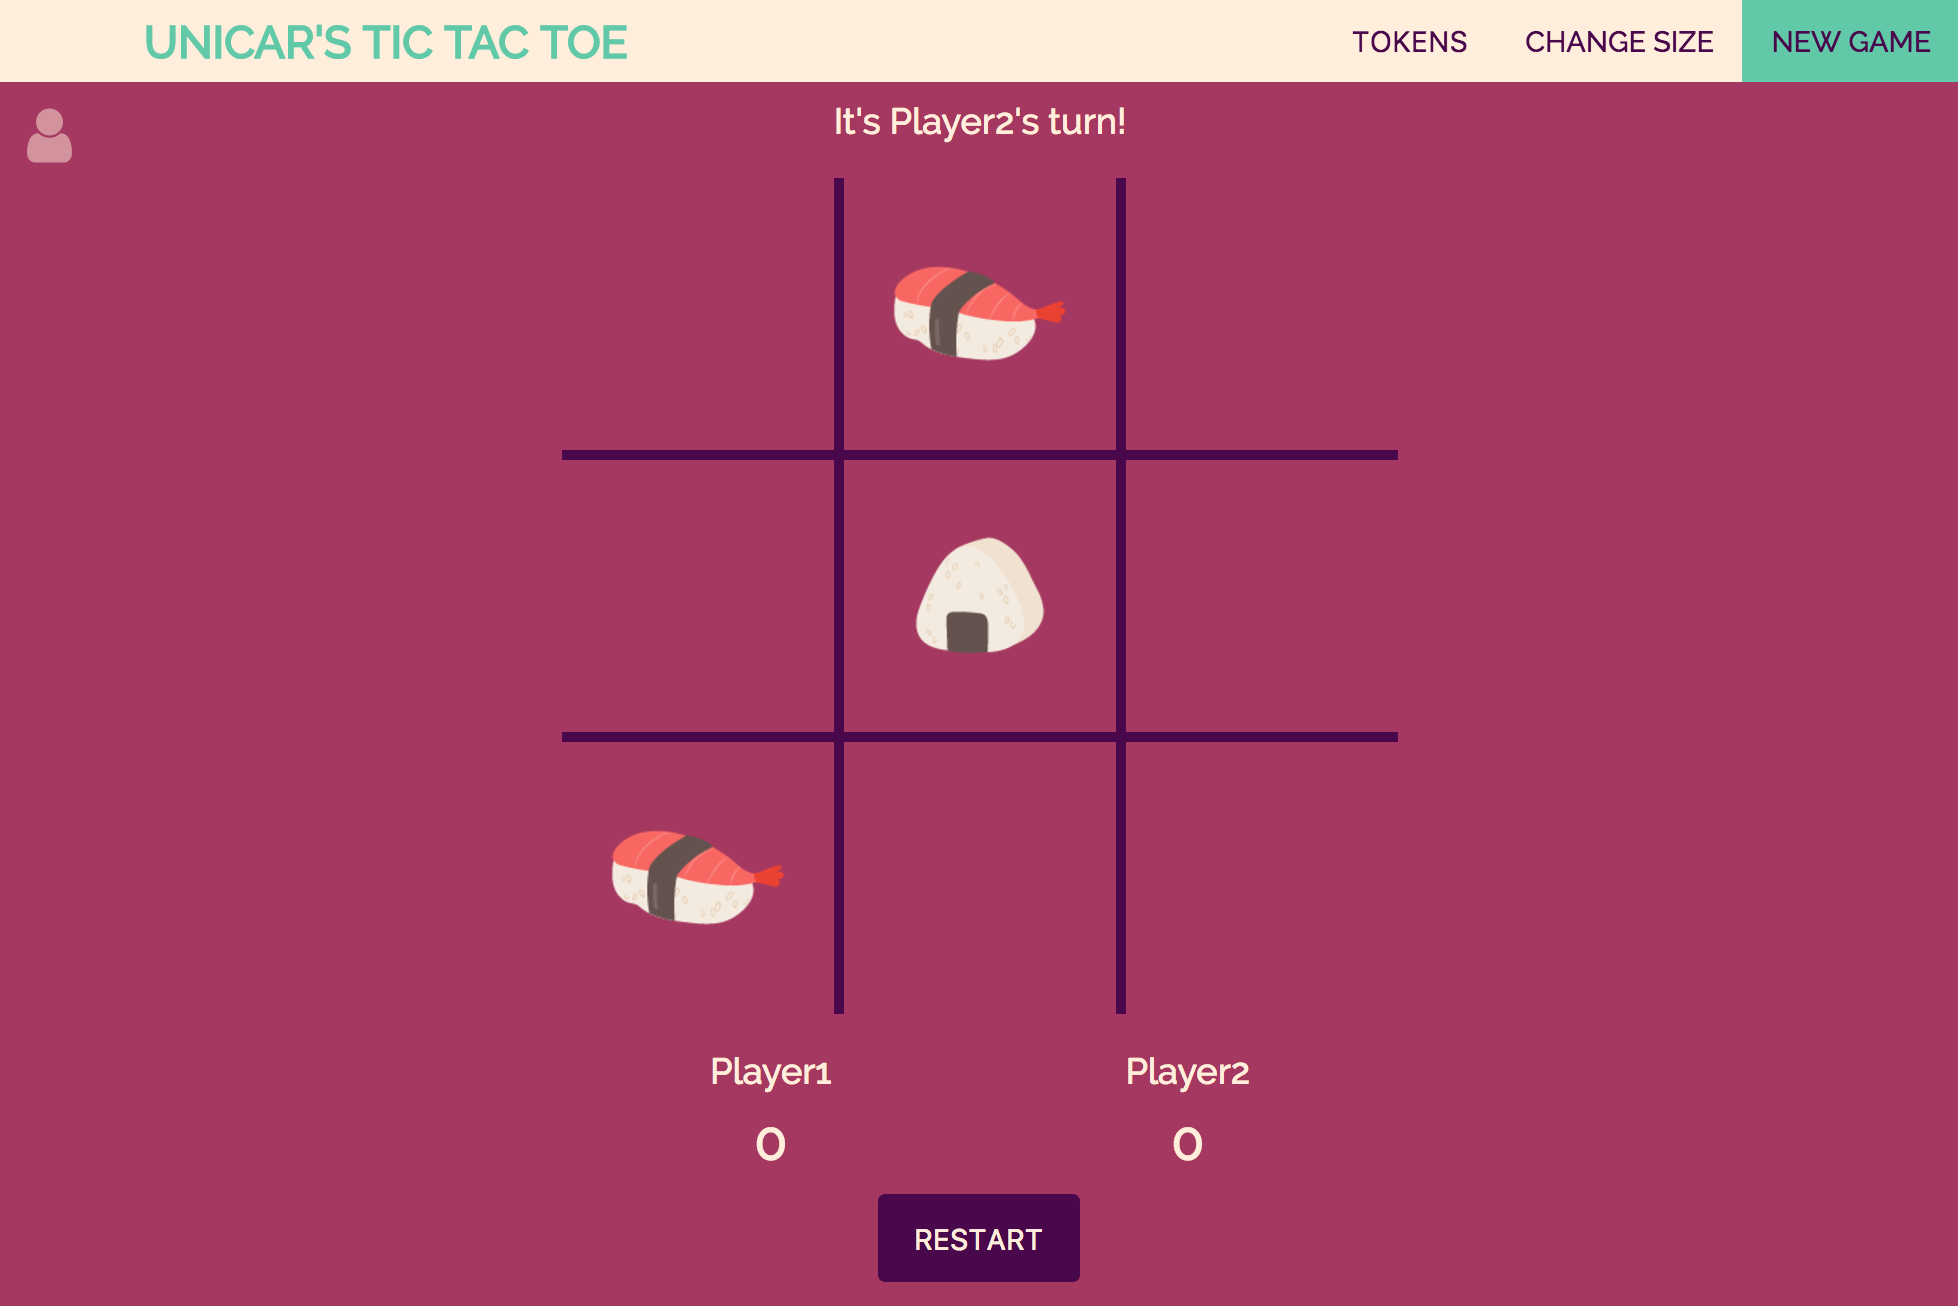 UNICAR'S TIC TAC TOE
TOKENS
CHANGE SIZE
NEW GAME
It's Player2's turn!
Player1
Player2
0
0
RESTART